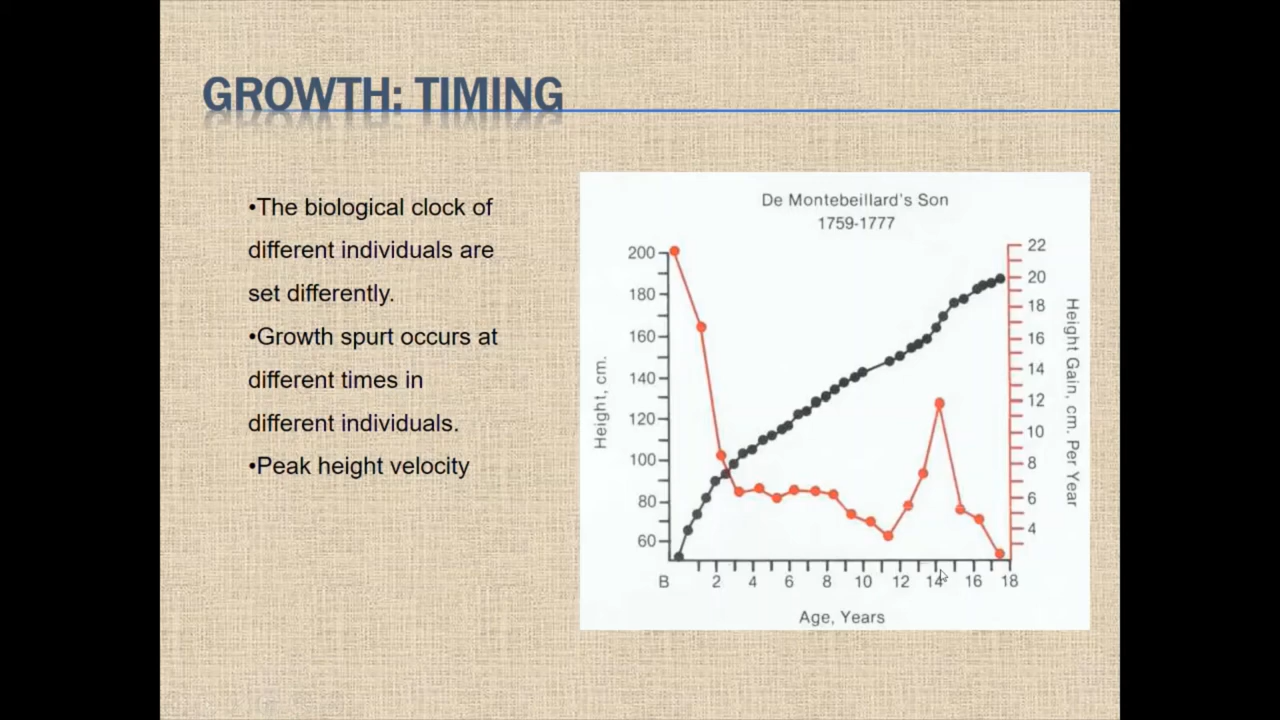 GROWTH: TIMING
•The biological clock of
different individuals are
set differently.
•Growth spurt occurs at
different times in
different individuals.
•Peak height velocity
De Montebeillard's Son
1759-1777
200
180
160
140
120
100
80
60
Height, cm.
22
20
18
16
14
12
10
8
6
4
Height Gain, cm. Per Year
B 2 4 6 8 10 12 14 16 18
Age, Years